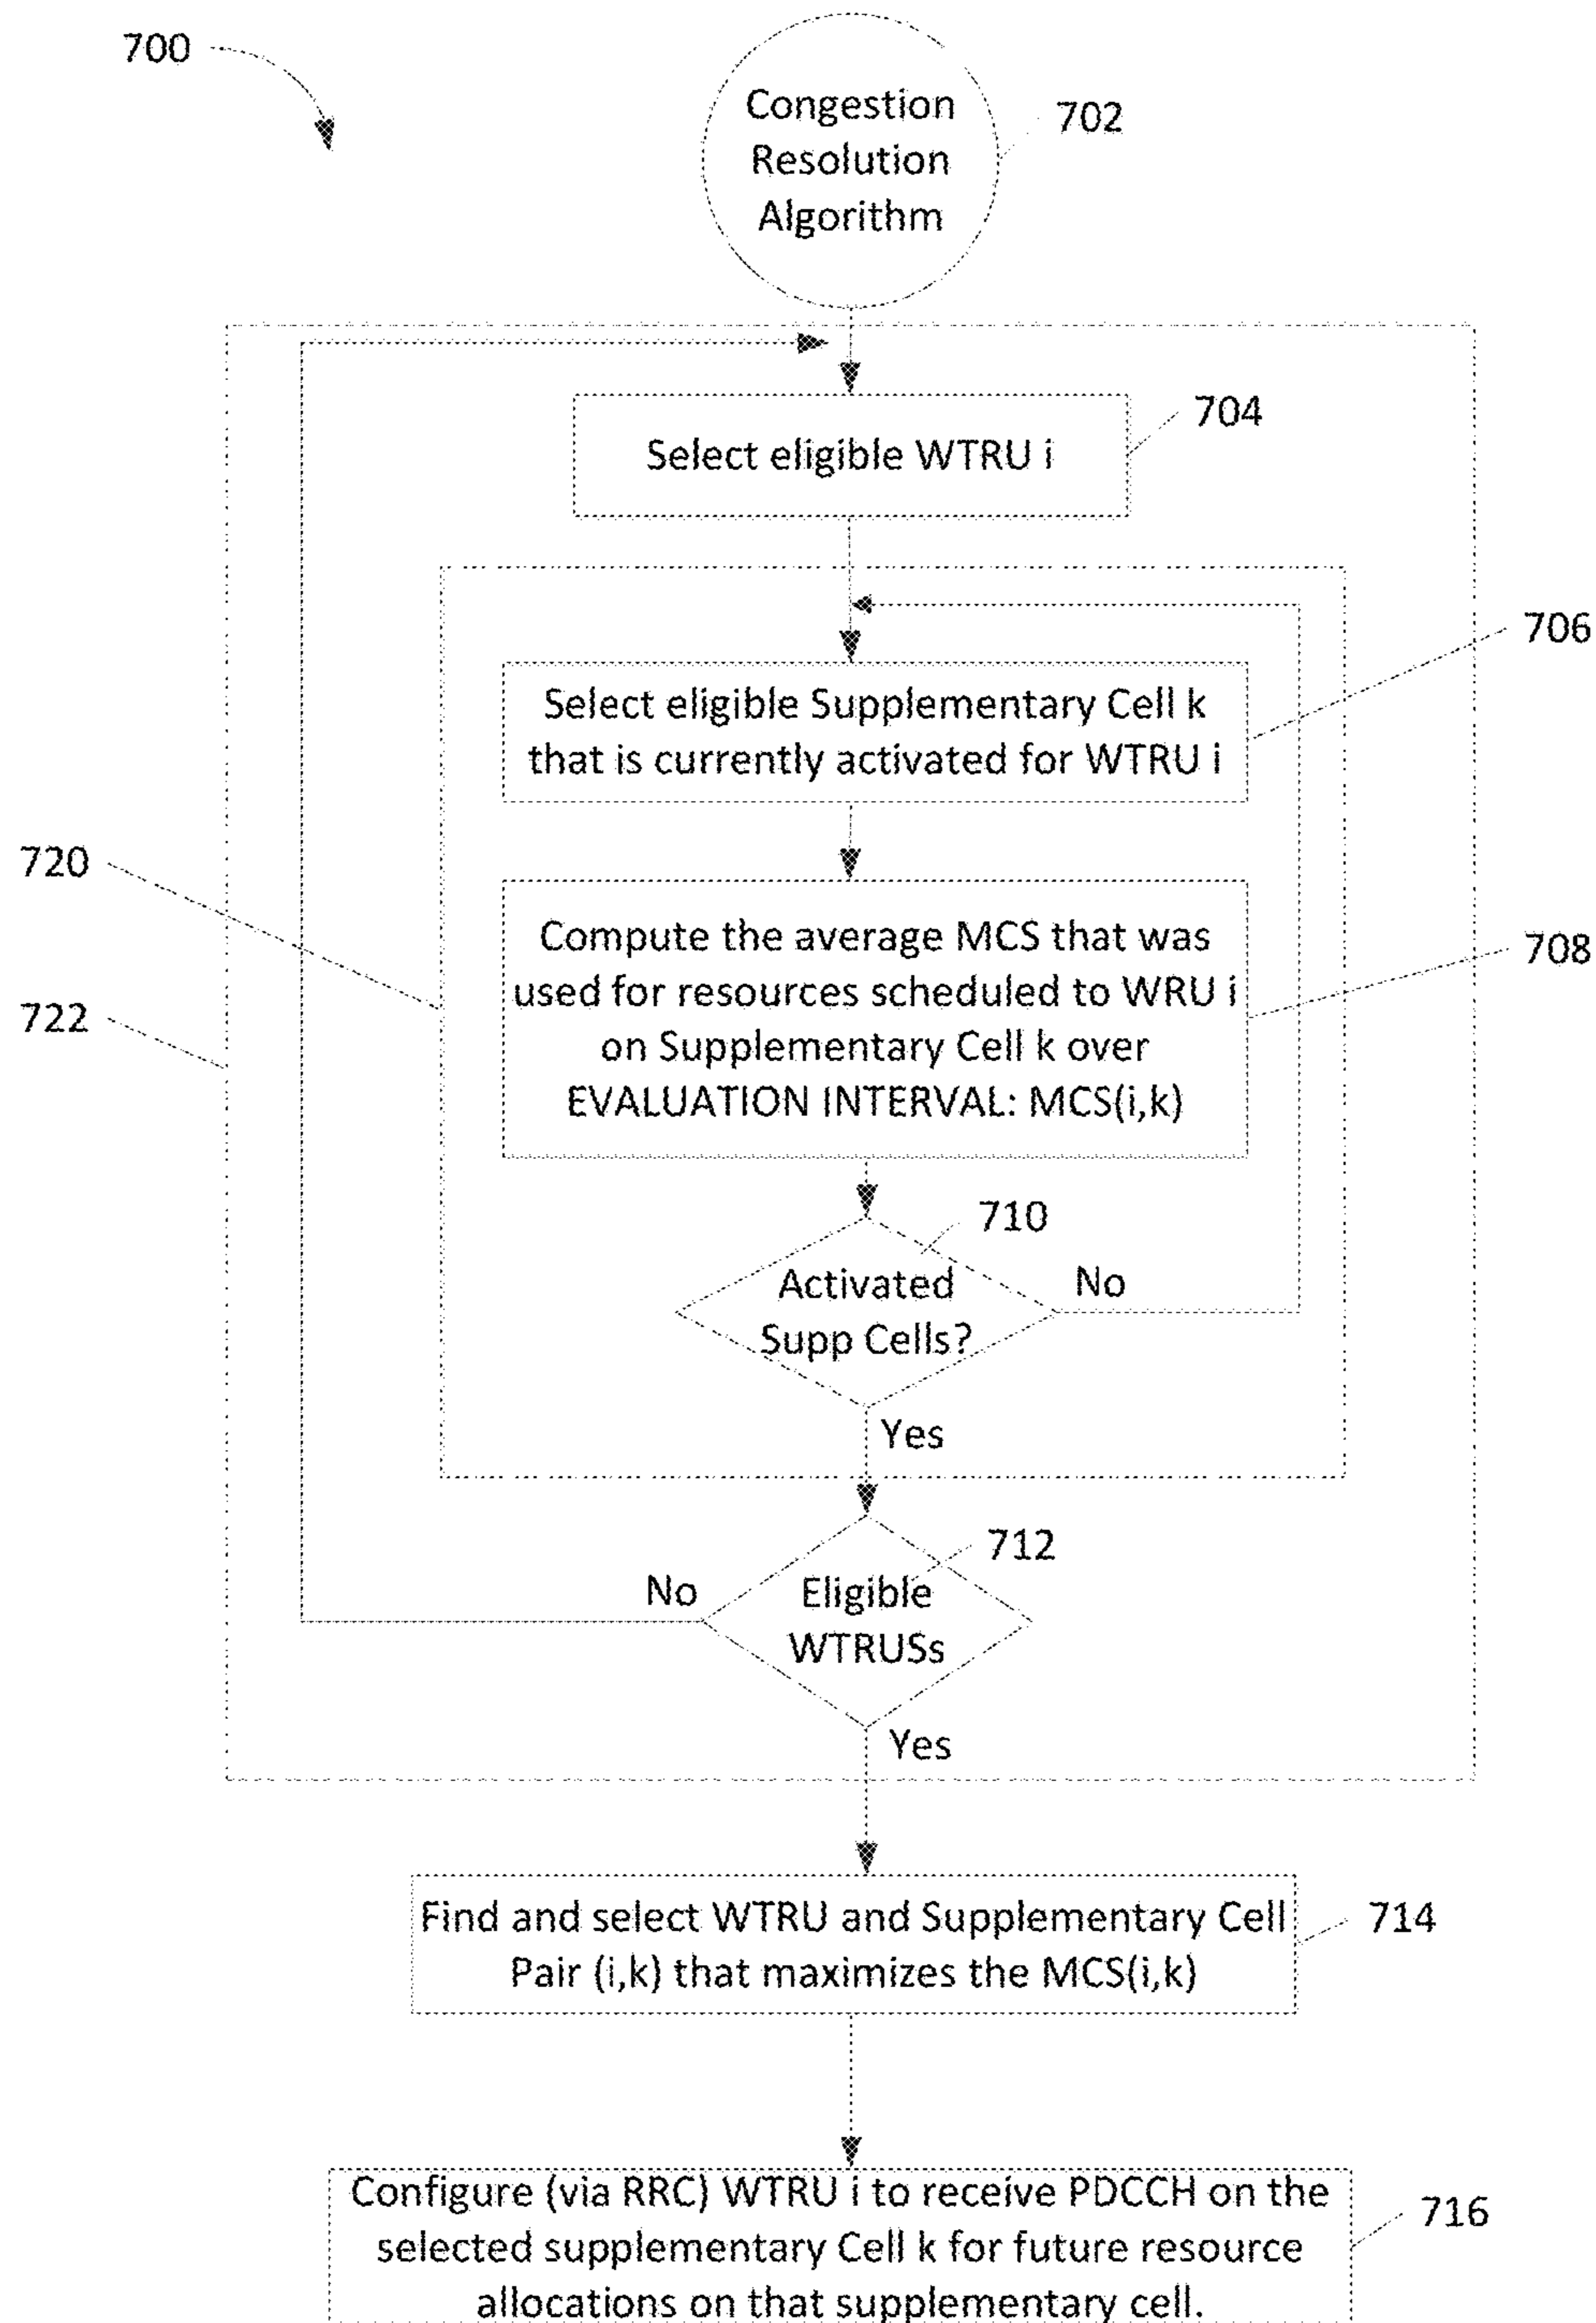 700
Congestion
Resolution
Algorithm
702
Select eligible WTRU i
704
Select eligible Supplementary Cell k
that is currently activated for WTRU i
706
720
Compute the average MCS that was
used for resources scheduled to WRU i
on Supplementary Cell k over
EVALUATION INTERVAL: MCS(i,k)
708
722
710
Activated
Supp Cells?
No
Yes
712
No
Eligible
WTRUSs
Yes
Find and select WTRU and Supplementary Cell
Pair (i,k) that maximizes the MCS(i,k)
714
Configure (via RRC) WTRU i to receive PDCCH on the
selected supplementary Cell k for future resource
allocations on that supplementary cell.
716